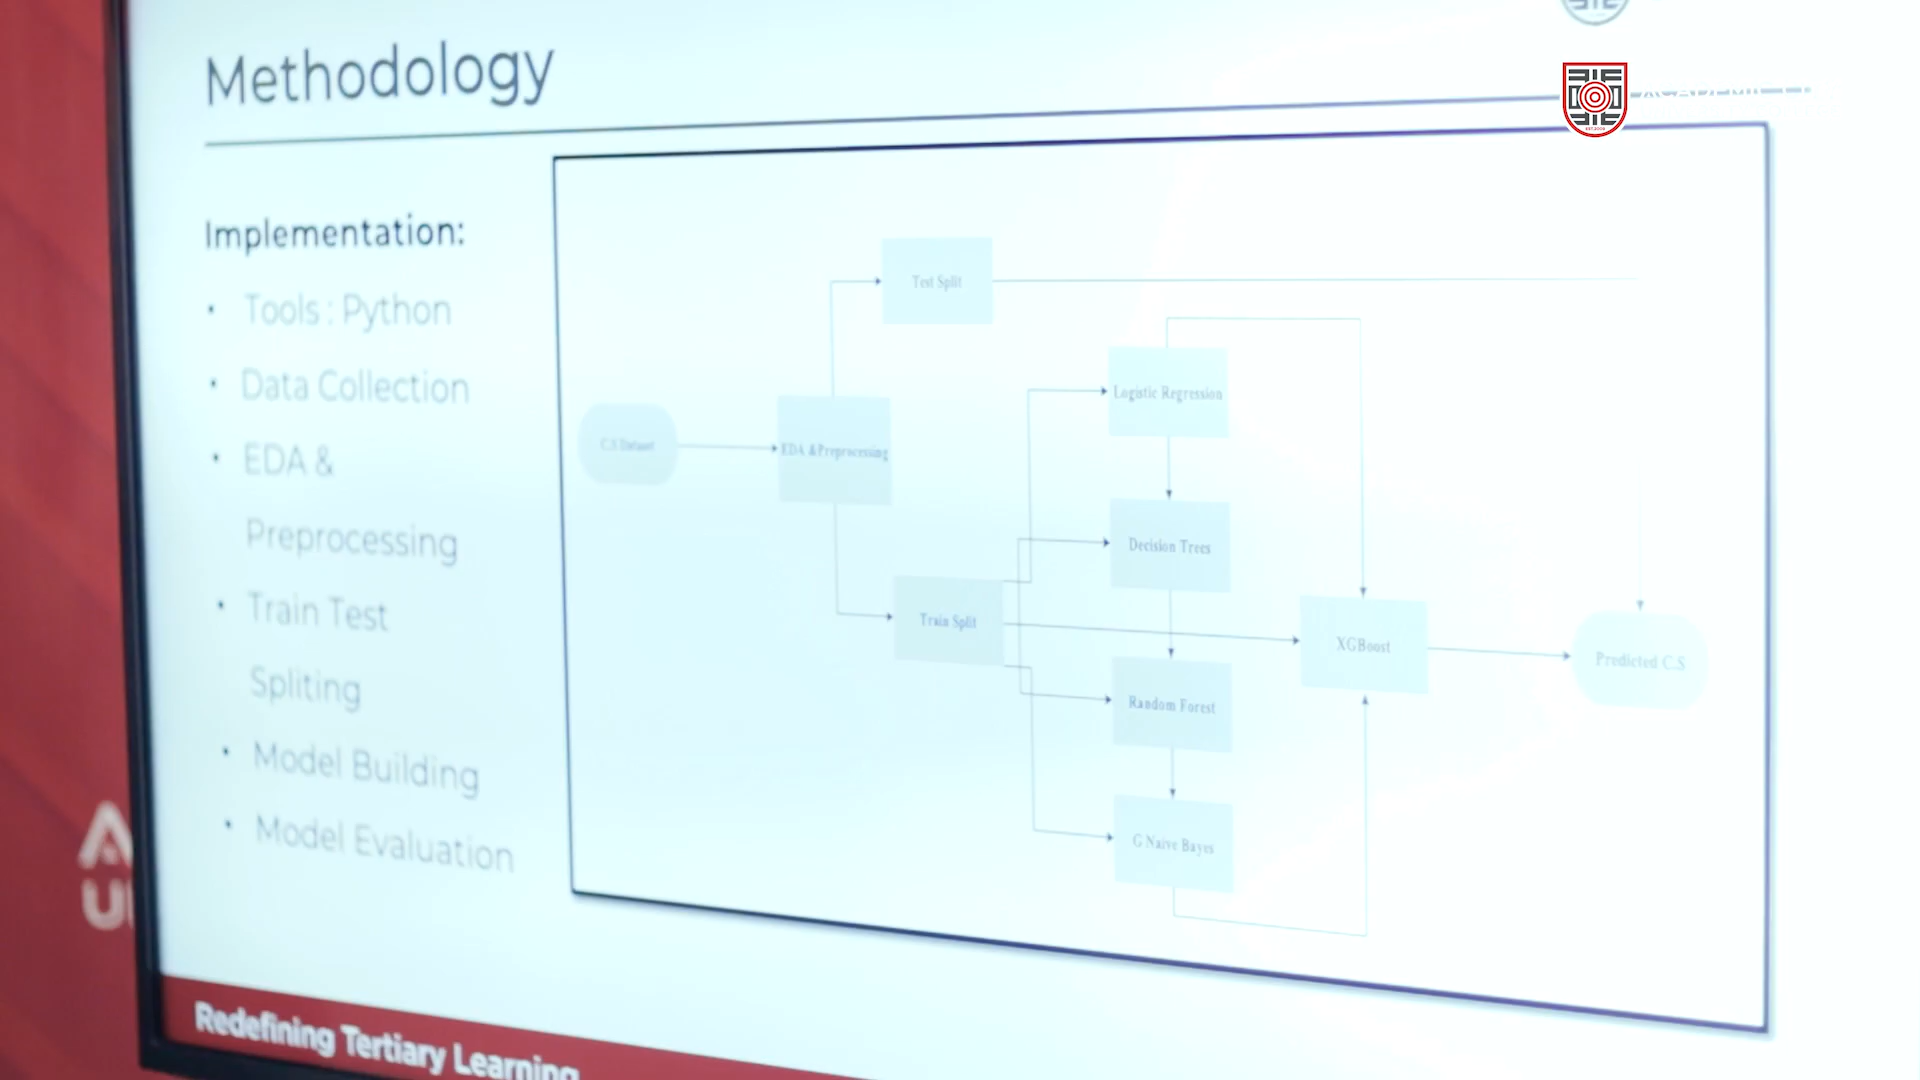 Methodology
Implementation:
• Tools : Python
• Data Collection
• EDA &
Preprocessing
• Train Test
Spliting
• Model Building
• Model Evaluation
Test Split
Logistic Regression
C.S Dataset
EDA & Preprocessing
Decision Trees
Train Split
XGBoost
Predicted C.S
Random Forest
G Naive Bayes
Redefining Tertiary Learning